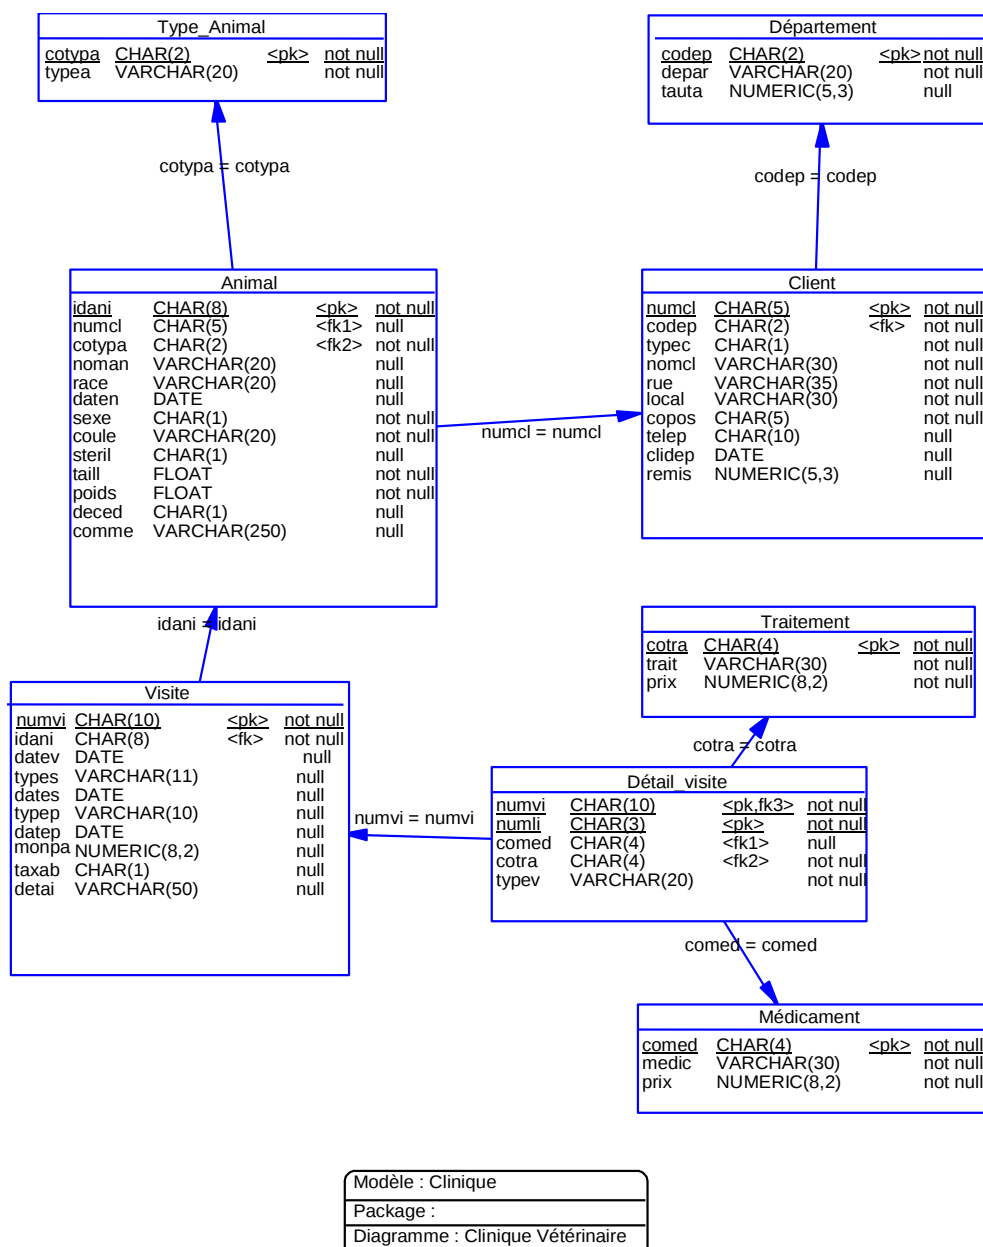 Type_Animal
cotypa CHAR(2) <pk> not null
typea VARCHAR(20) not null
Département
codep CHAR(2) <pk> not null
depar VARCHAR(20) not null
tauta NUMERIC(5,3) null
cotypa = cotypa
codep = codep
Animal
idani CHAR(8) <pk> not null
numcl CHAR(5) <fk1> null
cotypa CHAR(2) <fk2> not null
noman VARCHAR(20) null
race VARCHAR(20) null
daten DATE null
sexe CHAR(1) not null
coule VARCHAR(20) not null
steril CHAR(1) null
taill FLOAT not null
poids FLOAT not null
deced CHAR(1) null
comme VARCHAR(250) null
Client
numcl CHAR(5) <pk> not null
codep CHAR(2) <fk> not null
typec CHAR(1) not null
nomcl VARCHAR(30) not null
rue VARCHAR(35) not null
local VARCHAR(30) not null
copos CHAR(5) not null
telep CHAR(10) null
clidep DATE null
remis NUMERIC(5,3) null
numcl = numcl
idani = idani
Traitement
cotra CHAR(4) <pk> not null
trait VARCHAR(30) not null
prix NUMERIC(8,2) not null
Visite
numvi CHAR(10) <pk> not null
idani CHAR(8) <fk> not null
datev DATE null
types VARCHAR(11) null
dates DATE null
typep VARCHAR(10) null
datep DATE null
monpa NUMERIC(8,2) null
taxab CHAR(1) null
detai VARCHAR(50) null
cotra = cotra
numvi = numvi
Détail_visite
numvi CHAR(10) <pk,fk3> not null
numli CHAR(3) <pk> not null
comed CHAR(4) <fk1> null
cotra CHAR(4) <fk2> not null
typev VARCHAR(20) not null
comed = comed
Médicament
comed CHAR(4) <pk> not null
medic VARCHAR(30) not null
prix NUMERIC(8,2) not null
Modèle : Clinique
Package :
Diagramme : Clinique Vétérinaire